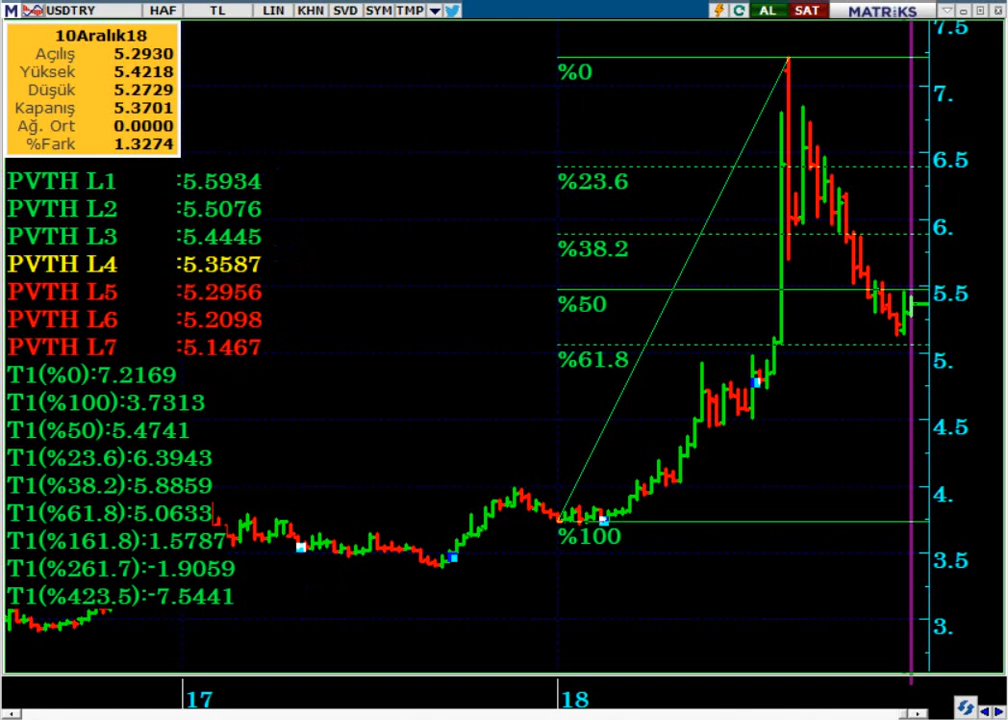 M USDTRY HAF TL LIN KHN SVD SYM TMP AL SAT MATRiKS
10Aralık18
Açılış 5.2930
Yüksek 5.4218
Düşük 5.2729
Kapanış 5.3701
Ağ. Ort 0.0000
%Fark 1.3274
PVTH L1 :5.5934
PVTH L2 :5.5076
PVTH L3 :5.4445
PVTH L4 :5.3587
PVTH L5 :5.2956
PVTH L6 :5.2098
PVTH L7 :5.1467
T1(%0):7.2169
T1(%100):3.7313
T1(%50):5.4741
T1(%23.6):6.3943
T1(%38.2):5.8859
T1(%61.8):5.0633
T1(%161.8):1.5787
T1(%261.7):-1.9059
T1(%423.5):-7.5441
%0
%23.6
%38.2
%50
%61.8
%100
7.5
7.
6.5
6.
5.5
5.
4.5
4.
3.5
3.
17
18